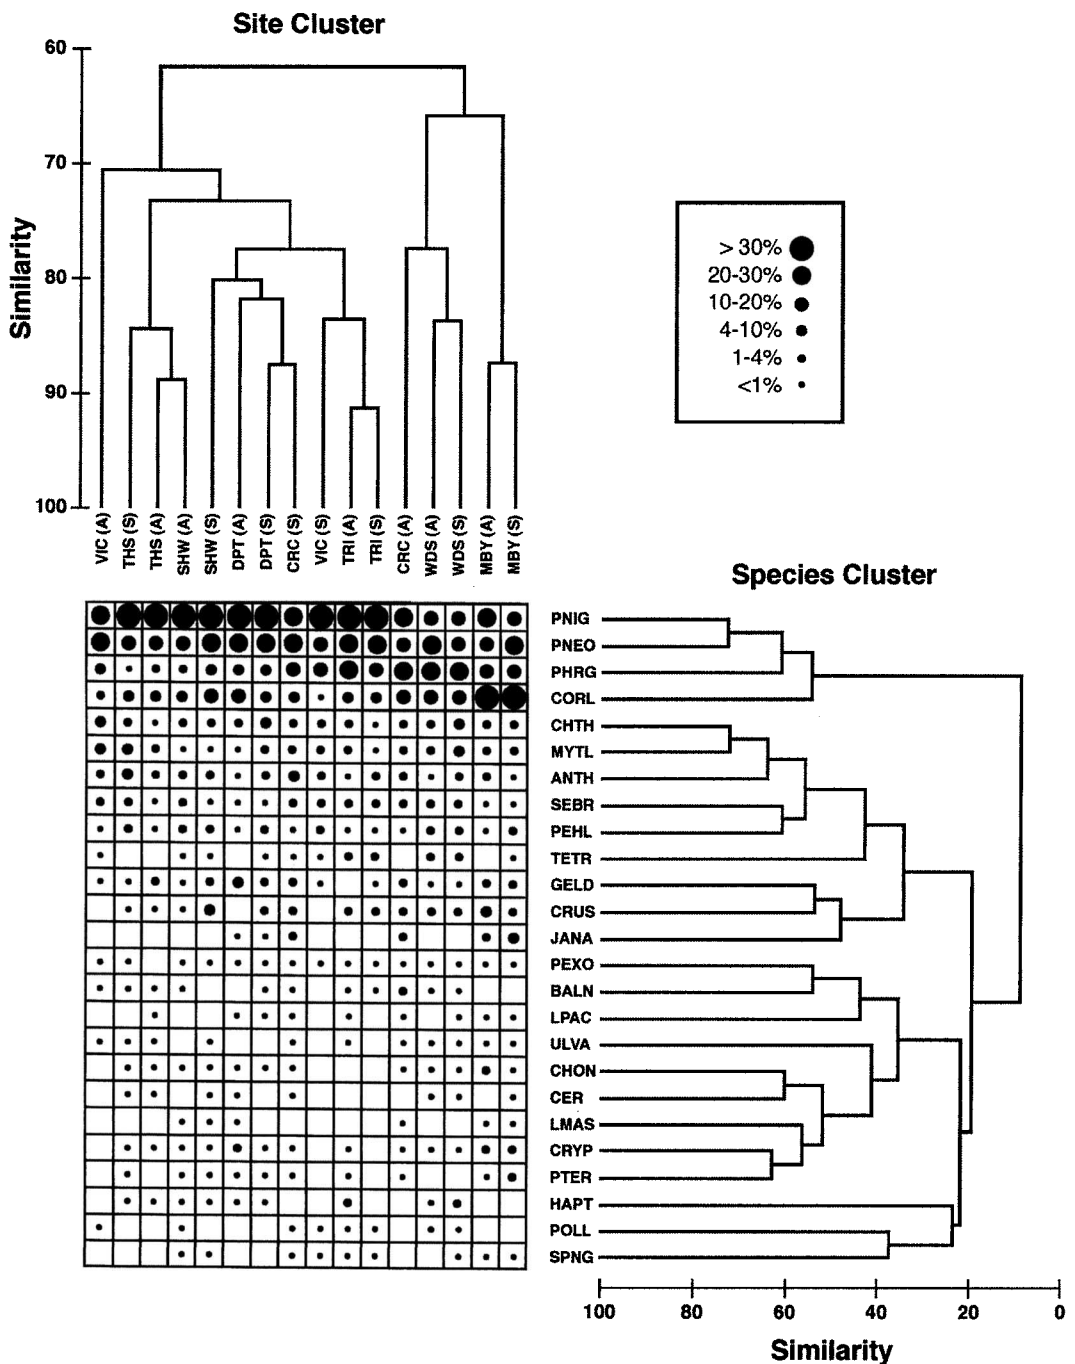 Site Cluster
60
70
80
90
100
Similarity
> 30%
20-30%
10-20%
4-10%
1-4%
<1%
VIC (A)
THS (S)
THS (A)
SHW (A)
SHW (S)
DPT (A)
DPT (S)
CRC (S)
VIC (S)
TRI (A)
TRI (S)
CRC (A)
WDS (A)
WDS (S)
MBY (A)
MBY (S)
Species Cluster
PNIG
PNEO
PHRG
CORL
CHTH
MYTL
ANTH
SEBR
PEHL
TETR
GELD
CRUS
JANA
PEXO
BALN
LPAC
ULVA
CHON
CER
LMAS
CRYP
PTER
HAPT
POLL
SPNG
100 80 60 40 20 0
Similarity